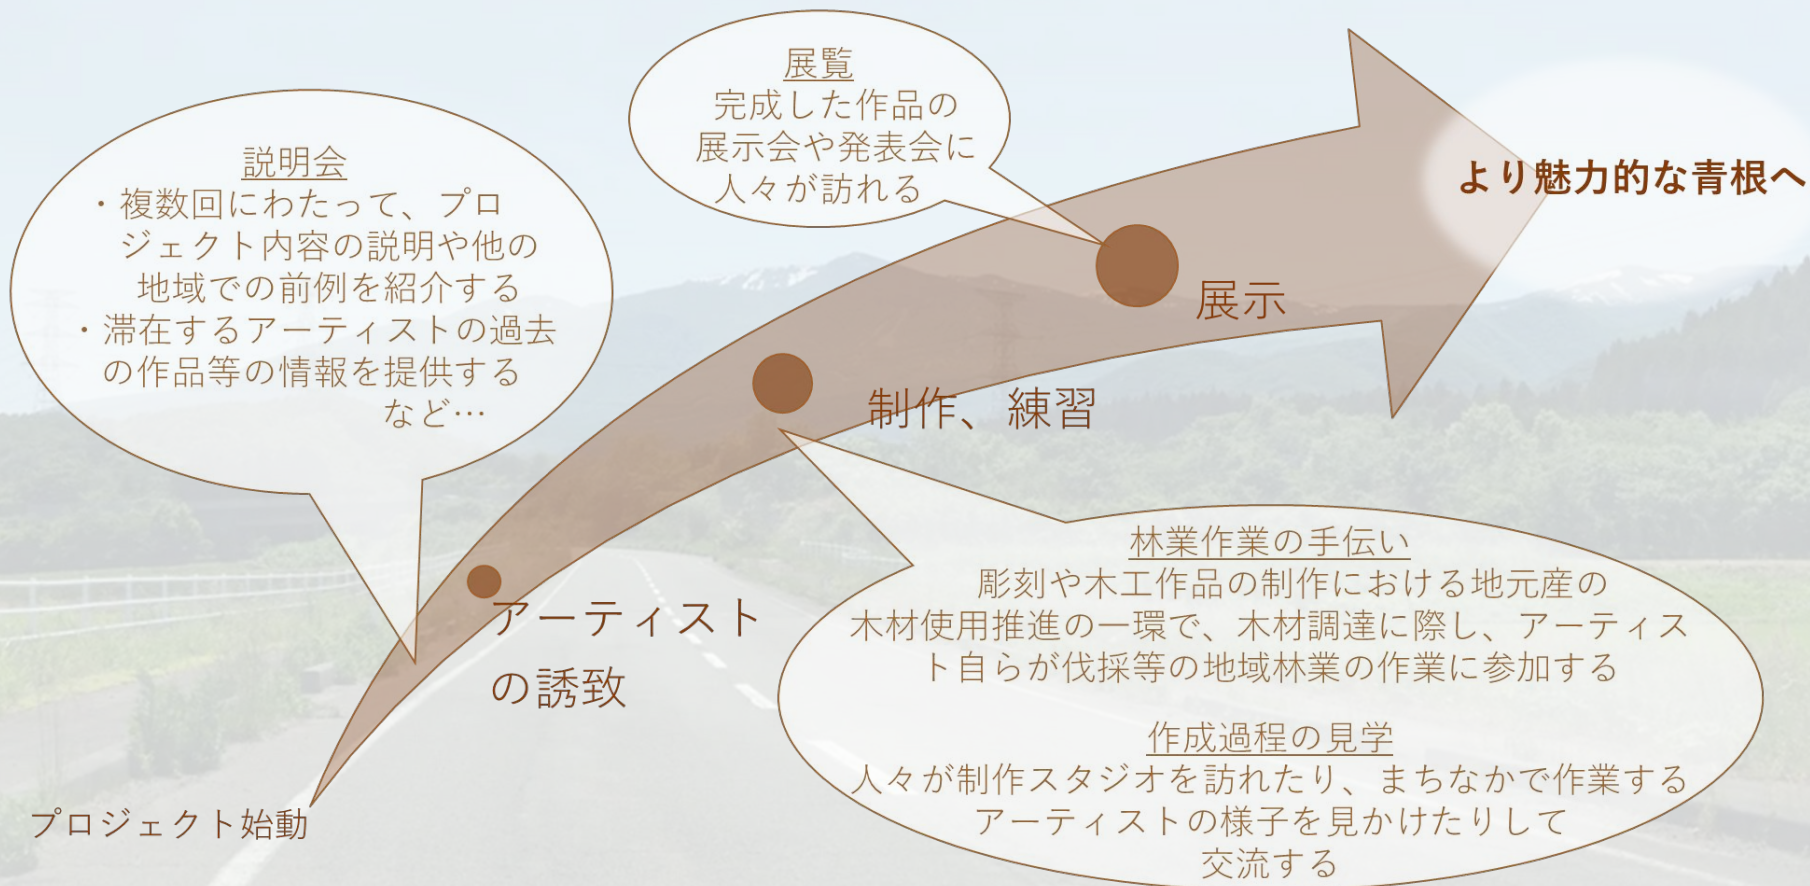 展覧
完成した作品の
展示会や発表会に
人々が訪れる
説明会
・複数回にわたって、プロ
ジェクト内容の説明や他の
地域での前例を紹介する
・滞在するアーティストの過去
の作品等の情報を提供する
など…
より魅力的な青根へ
展示
制作、練習
アーティスト
の誘致
プロジェクト始動
林業作業の手伝い
彫刻や木工作品の制作における地元産の
木材使用推進の一環で、木材調達に際し、アーティス
ト自らが伐採等の地域林業の作業に参加する
作成過程の見学
人々が制作スタジオを訪れたり、まちなかで作業する
アーティストの様子を見かけたりして
交流する